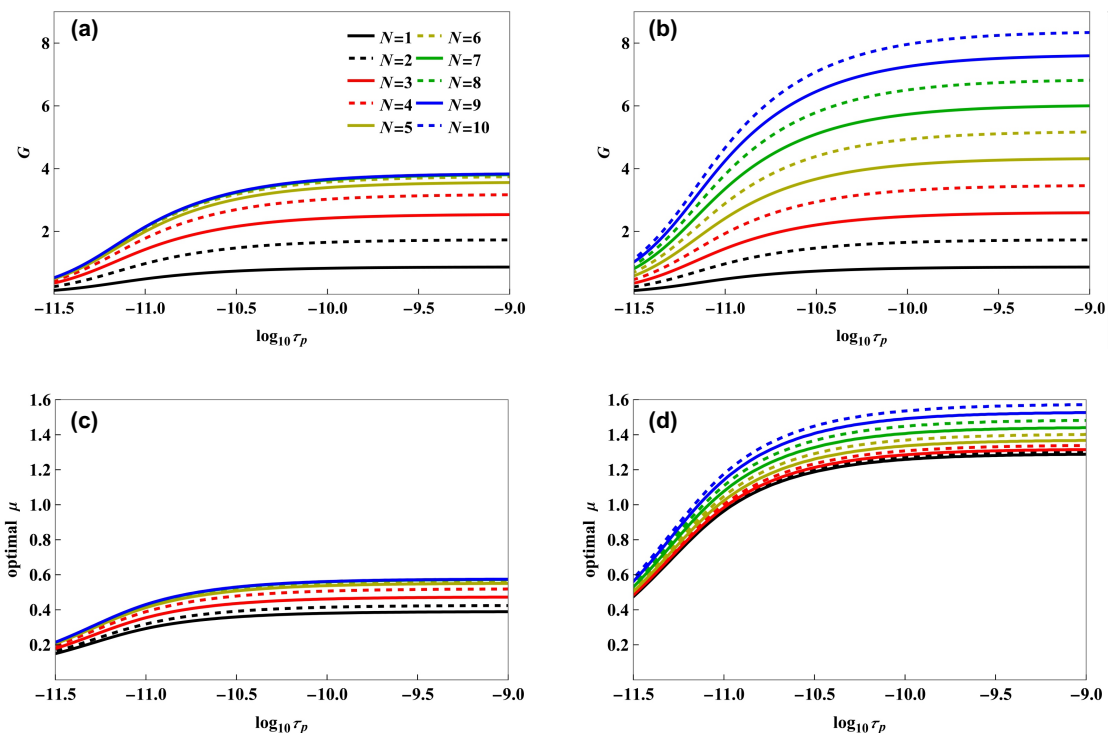 (a)
N=1 N=6
N=2 N=7
N=3 N=8
N=4 N=9
N=5 N=10
8
6
4
2
G
−11.5 −11.0 −10.5 −10.0 −9.5 −9.0
log10 τp
(b)
8
6
4
2
G
−11.5 −11.0 −10.5 −10.0 −9.5 −9.0
log10 τp
(c)
1.6
1.4
1.2
1.0
0.8
0.6
0.4
0.2
optimal μ
−11.5 −11.0 −10.5 −10.0 −9.5 −9.0
log10 τp
(d)
1.6
1.4
1.2
1.0
0.8
0.6
0.4
0.2
optimal μ
−11.5 −11.0 −10.5 −10.0 −9.5 −9.0
log10 τp